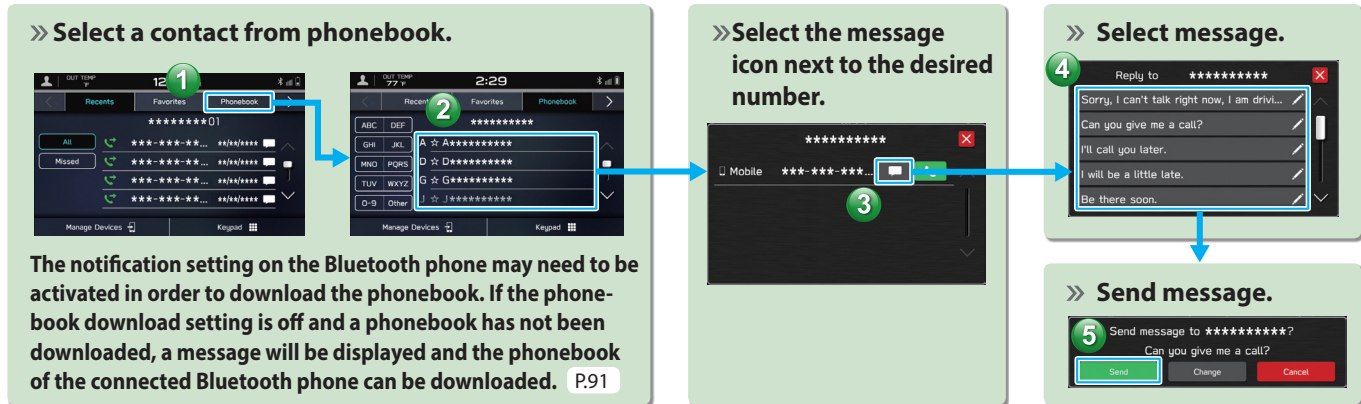 » Select a contact from phonebook.
OUT TEMP
°F
12
1
Recents
Favorites
Phonebook
********01
All
Missed
***-***-**... **/**/****
***-***-**... **/**/****
***-***-**... **/**/****
***-***-**... **/**/****
Manage Devices
Keypad
OUT TEMP
77°F
2:29
Recent
Favorites
Phonebook
2
**********
ABC DEF
GHI JKL
MNO PQRS
TUV WXYZ
0-9 Other
A ☆ A**********
D ☆ D**********
G ☆ G**********
J ☆ J**********
Manage Devices
Keypad
The notification setting on the Bluetooth phone may need to be
activated in order to download the phonebook. If the phone-
book download setting is off and a phonebook has not been
downloaded, a message will be displayed and the phonebook
of the connected Bluetooth phone can be downloaded. P.91
» Select the message
icon next to the desired
number.
**********
Mobile ***-***-***...
3
» Select message.
4
Reply to **********
Sorry, I can't talk right now, I am drivi...
Can you give me a call?
I'll call you later.
I will be a little late.
Be there soon.
» Send message.
5
Send message to **********?
Can you give me a call?
Send Change Cancel